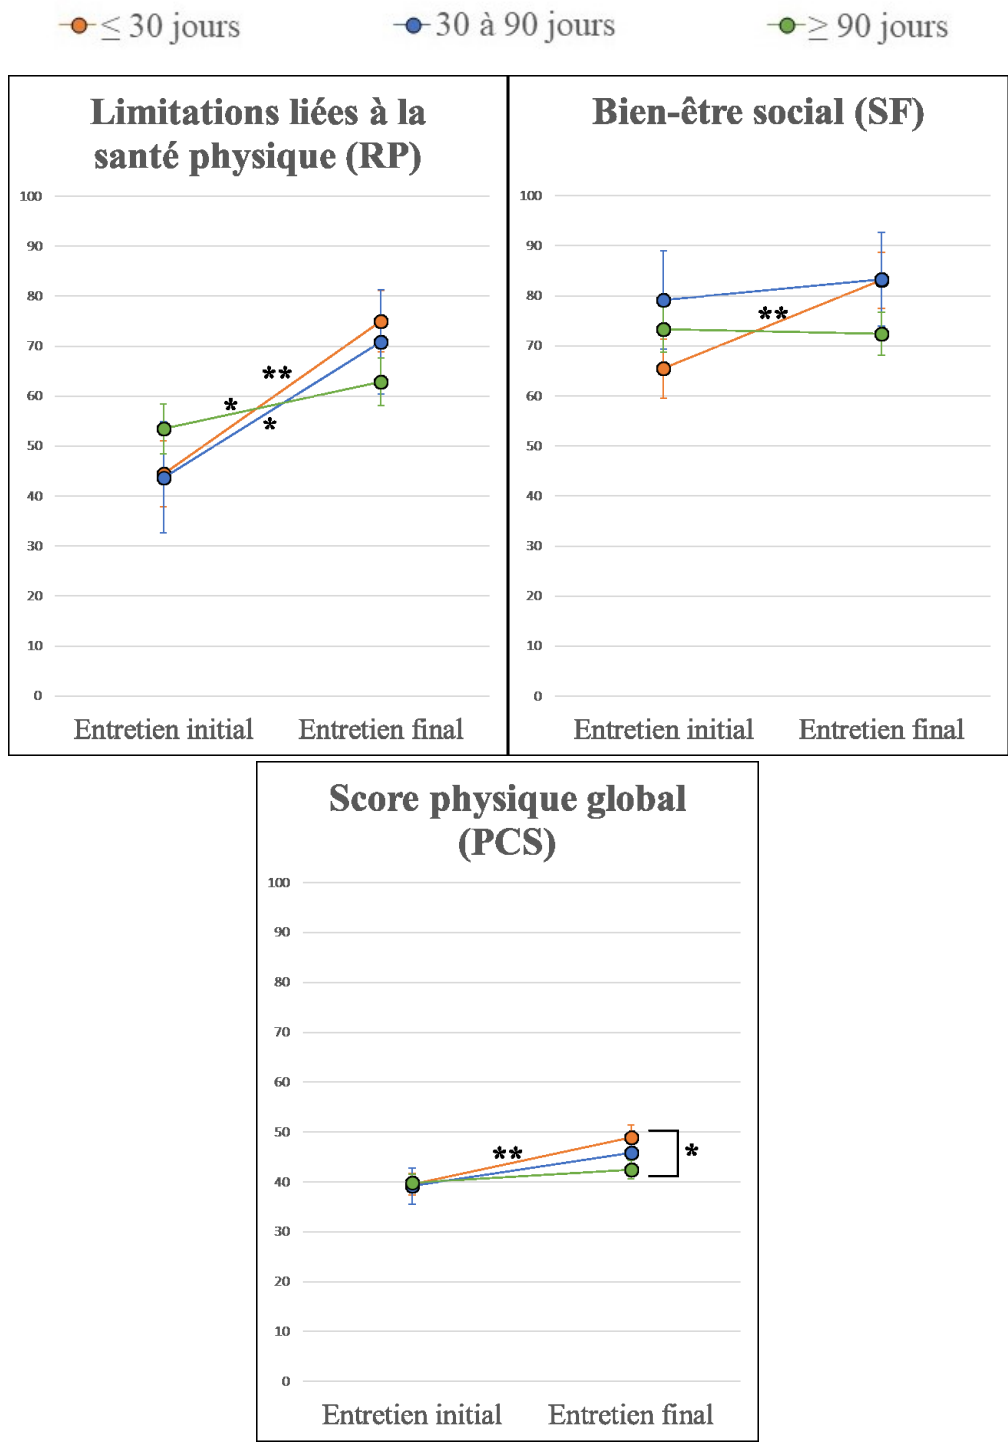 ≤ 30 jours
30 à 90 jours
≥ 90 jours
Limitations liées à la
santé physique (RP)
100
90
80
70
60
50
40
30
20
10
0
**
*
*
Entretien initial
Entretien final
Bien-être social (SF)
100
90
80
70
60
50
40
30
20
10
0
**
Entretien initial
Entretien final
Score physique global
(PCS)
100
90
80
70
60
50
40
30
20
10
0
**
*
Entretien initial
Entretien final